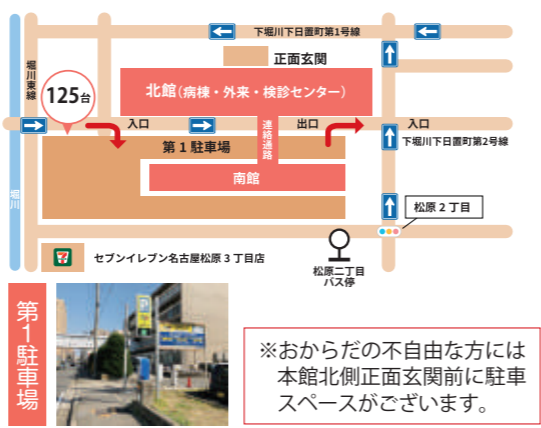 下堀川下日置町第1号線
正面玄関
堀川東線
125台
北館(病棟・外来・検診センター)
入口
連絡通路
出口
入口
第1駐車場
下堀川下日置町第2号線
南館
堀川
松原2丁目
7
セブンイレブン名古屋松原3丁目店
松原二丁目
バス停
第1駐車場
P
※おからだの不自由な方には
本館北側正面玄関前に駐車
スペースがございます。